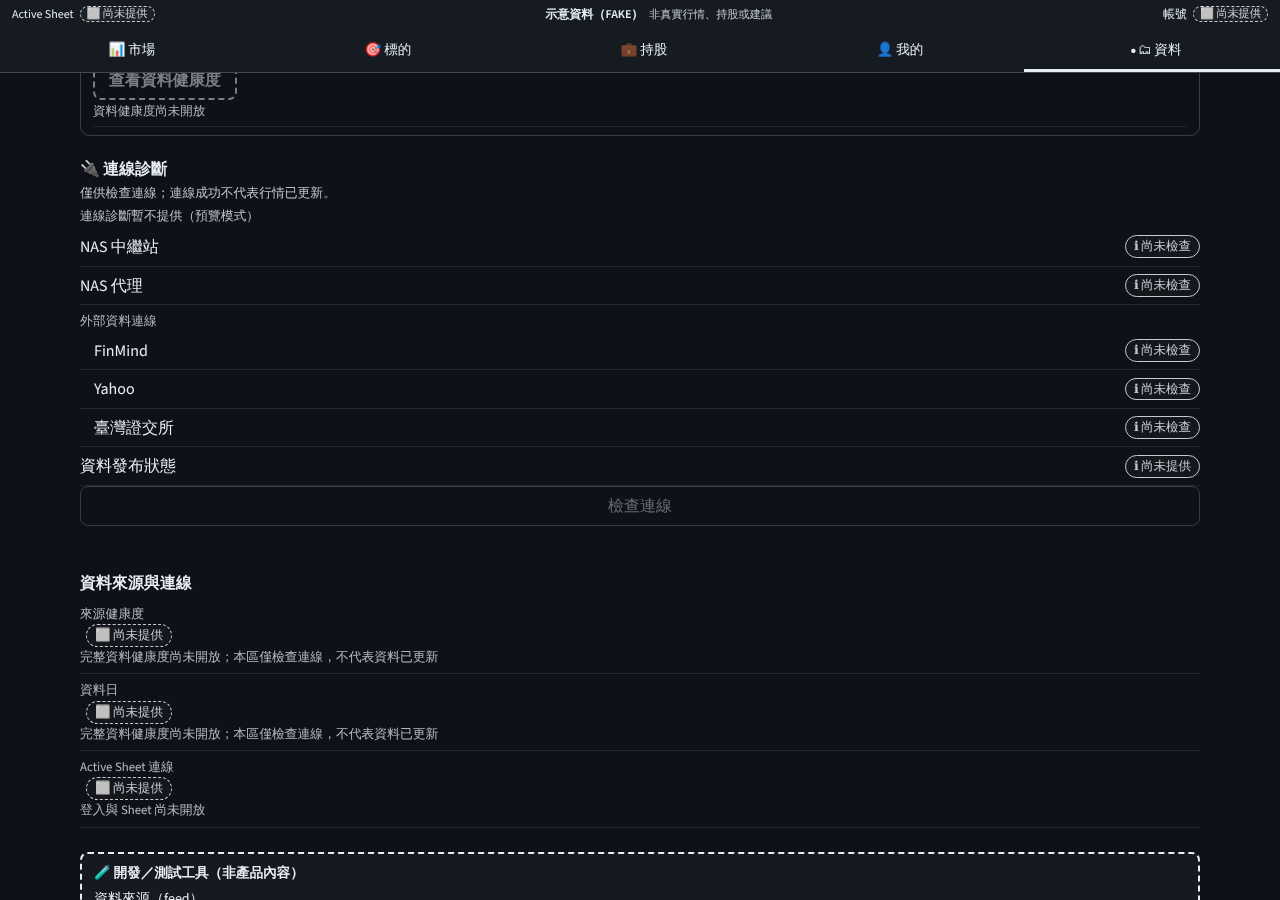 Active Sheet 尚未提供
示意資料（FAKE） 非真實行情、持股或建議
帳號 尚未提供
市場
標的
持股
我的
資料
查看資料健康度
資料健康度尚未開放
連線診斷
僅供檢查連線；連線成功不代表行情已更新。
連線診斷暫不提供（預覽模式）
NAS 中繼站 ℹ 尚未檢查
NAS 代理 ℹ 尚未檢查
外部資料連線
FinMind ℹ 尚未檢查
Yahoo ℹ 尚未檢查
臺灣證交所 ℹ 尚未檢查
資料發布狀態 ℹ 尚未提供
檢查連線
資料來源與連線
來源健康度
尚未提供
完整資料健康度尚未開放；本區僅檢查連線，不代表資料已更新
資料日
尚未提供
完整資料健康度尚未開放；本區僅檢查連線，不代表資料已更新
Active Sheet 連線
尚未提供
登入與 Sheet 尚未開放
開發／測試工具（非產品內容）
資料來源（feed）